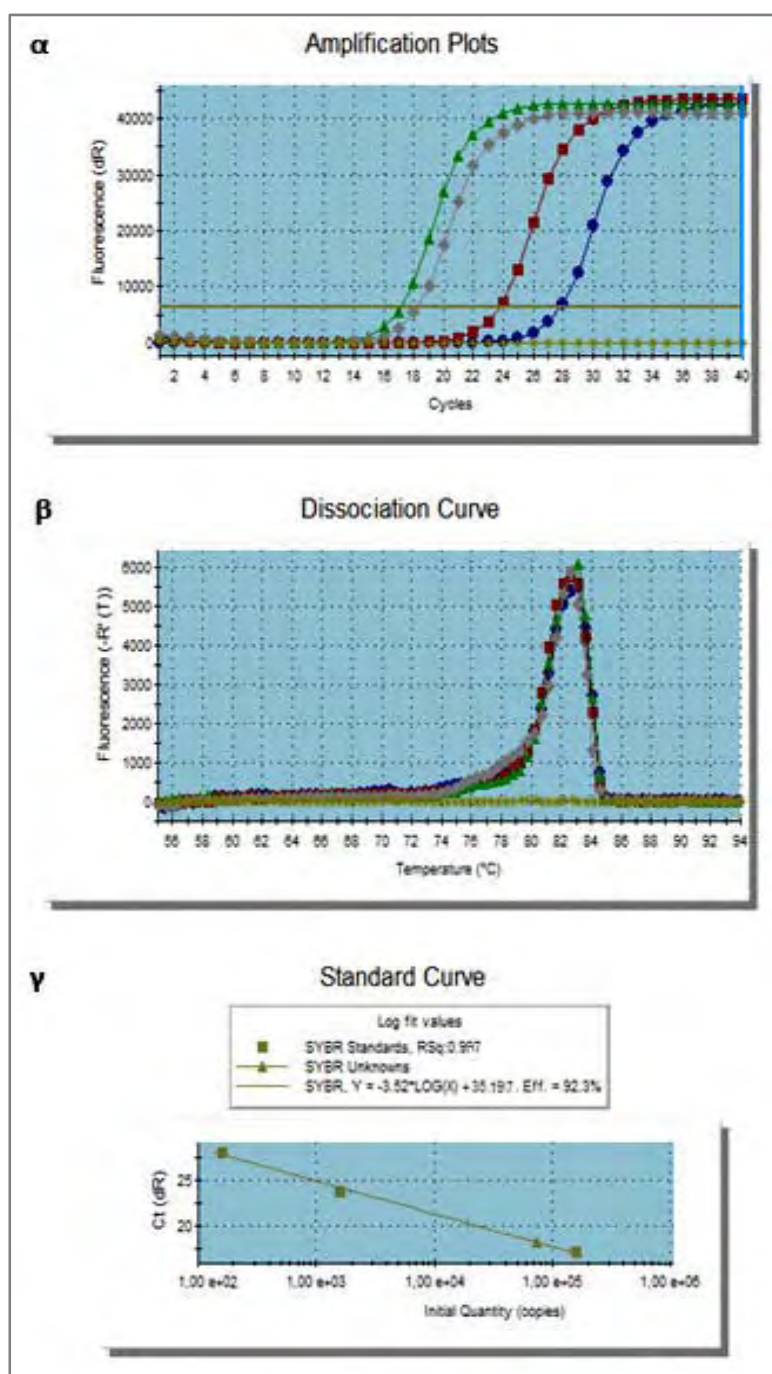 α
Amplification Plots
Fluorescence (dR)
40000
30000
20000
10000
0
2 4 6 8 10 12 14 16 18 20 22 24 26 28 30 32 34 36 38 40
Cycles
β
Dissociation Curve
Fluorescence (-R' (T))
6000
5000
4000
3000
2000
1000
0
56 58 60 62 64 66 68 70 72 74 76 78 80 82 84 86 88 90 92 94
Temperature (°C)
γ
Standard Curve
Log fit values
SYBR Standards, RSq:0.997
SYBR Unknowns
SYBR, Y = -3.52*LOG(X) + 35.197, Eff. = 92.3%
Ct (dR)
25
20
1,00 e+02 1,00 e+03 1,00 e+04 1,00 e+05 1,00 e+06
Initial Quantity (copies)